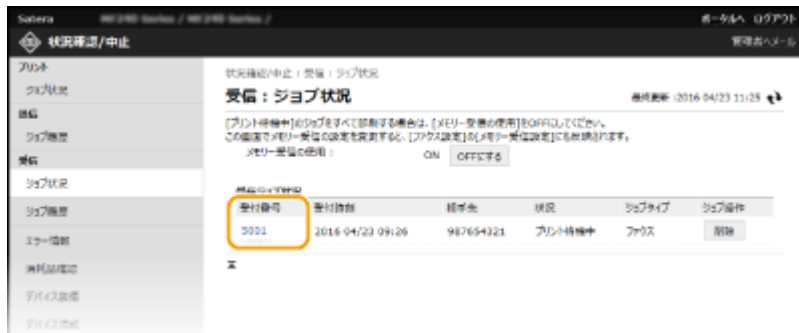 Satera
ポータルへ ログアウト
状況確認/中止
管理者へメール
プリント
ジョブ状況
送信
ジョブ履歴
受信
ジョブ状況
ジョブ履歴
エラー情報
消耗品確認
デバイス
デバイス
状況確認/中止 : 受信 : ジョブ状況
受信：ジョブ状況
最終更新 :2016 04/23 11:25
[プリント待機中]のジョブをすべて印刷する場合は、[メモリー受信の使用]をOFFにしてください。
この画面でメモリー受信の設定を変更すると、[ファクス設定]の[メモリー受信設定]にも反映されます。
メモリー受信の使用 : ON OFFにする
受信ジョブ状況
受付番号 受付時刻 相手先 状況 ジョブタイプ ジョブ操作
5001 2016 04/23 09:26 987654321 プリント待機中 ファクス 削除